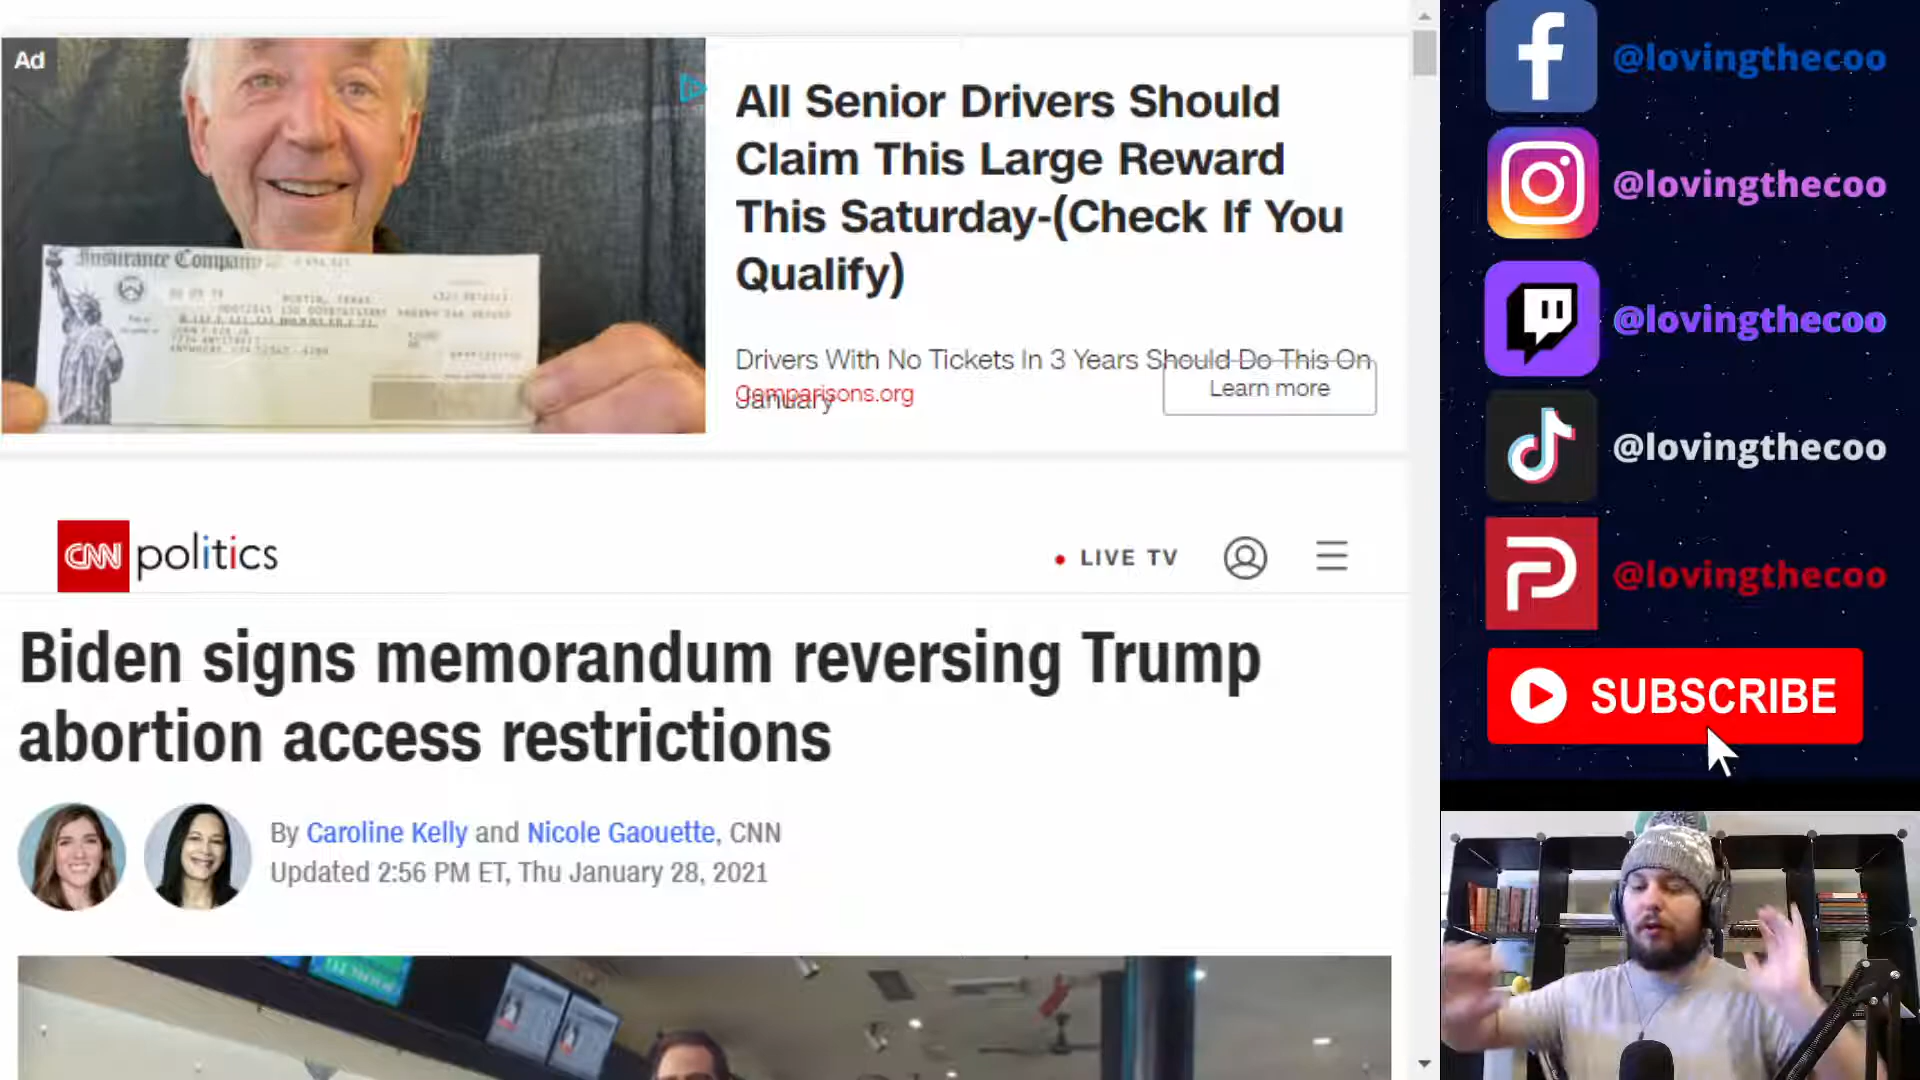 Ad
Insurance Company
All Senior Drivers Should
Claim This Large Reward
This Saturday-(Check If You
Qualify)
Drivers With No Tickets In 3 Years Should Do This On
January
Comparisons.org
Learn more
CNN politics
LIVE TV
Biden signs memorandum reversing Trump
abortion access restrictions
By Caroline Kelly and Nicole Gaouette, CNN
Updated 2:56 PM ET, Thu January 28, 2021
@lovingthecoo
@lovingthecoo
@lovingthecoo
@lovingthecoo
@lovingthecoo
SUBSCRIBE